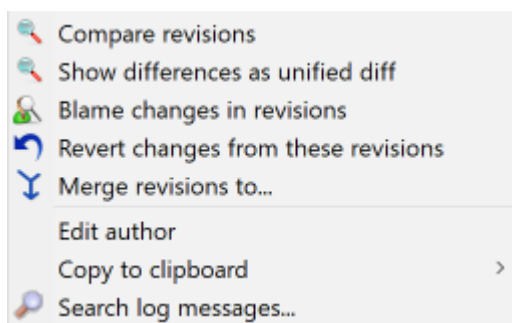 Compare revisions
Show differences as unified diff
Blame changes in revisions
Revert changes from these revisions
Merge revisions to...
Edit author
Copy to clipboard
Search log messages...